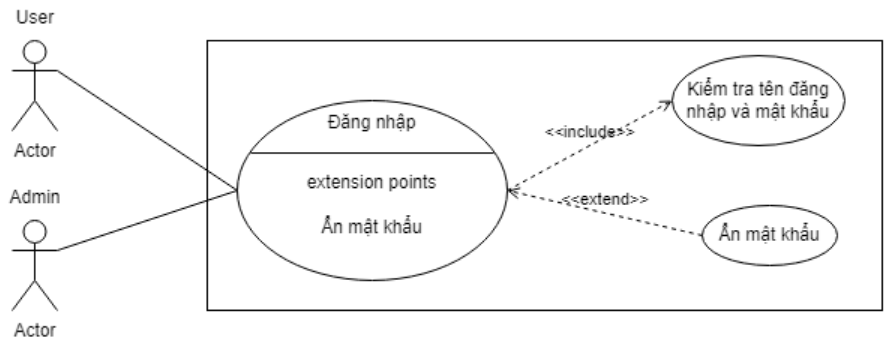 User
Actor
Admin
Actor
Đăng nhập
extension points
Ẩn mật khẩu
<<include>>
<<extend>>
Kiểm tra tên đăng
nhập và mật khẩu
Ẩn mật khẩu